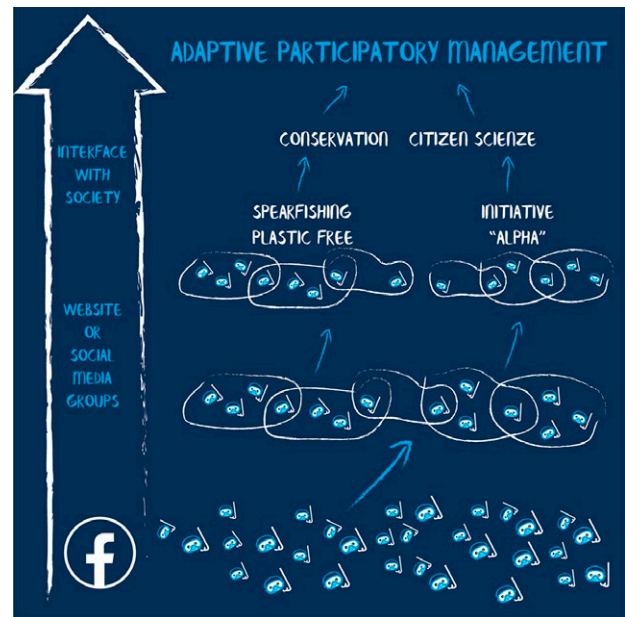 ADAPTIVE PARTICIPATORY MANAGEMENT
CONSERVATION
CITIZEN SCIENZE
INTERFACE
WITH
SOCIETY
SPEARFISHING
PLASTIC FREE
INITIATIVE
"ALPHA"
WEBSITE
OR
SOCIAL
MEDIA
GROUPS
f